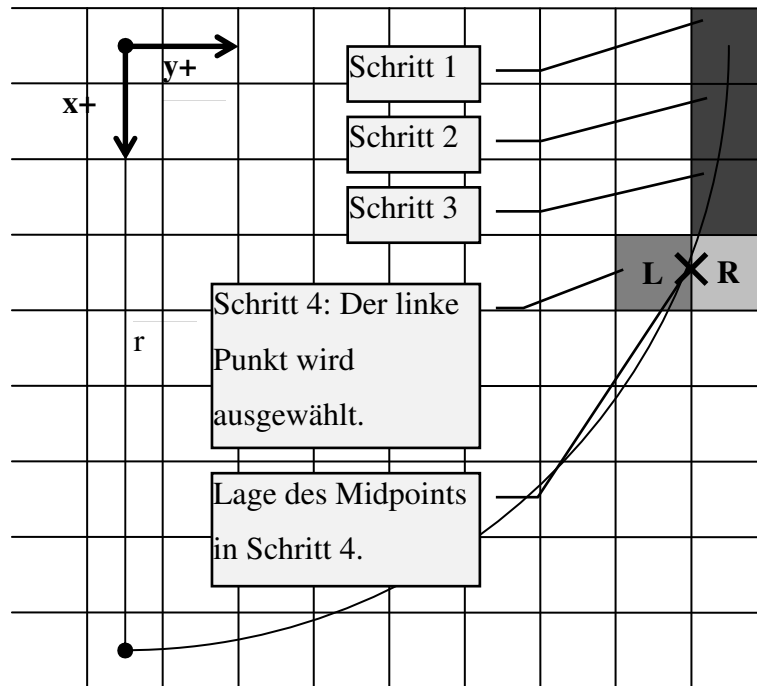 y+
x+
Schritt 1
Schritt 2
Schritt 3
L R
Schritt 4: Der linke
Punkt wird
ausgewählt.
r
Lage des Midpoints
in Schritt 4.